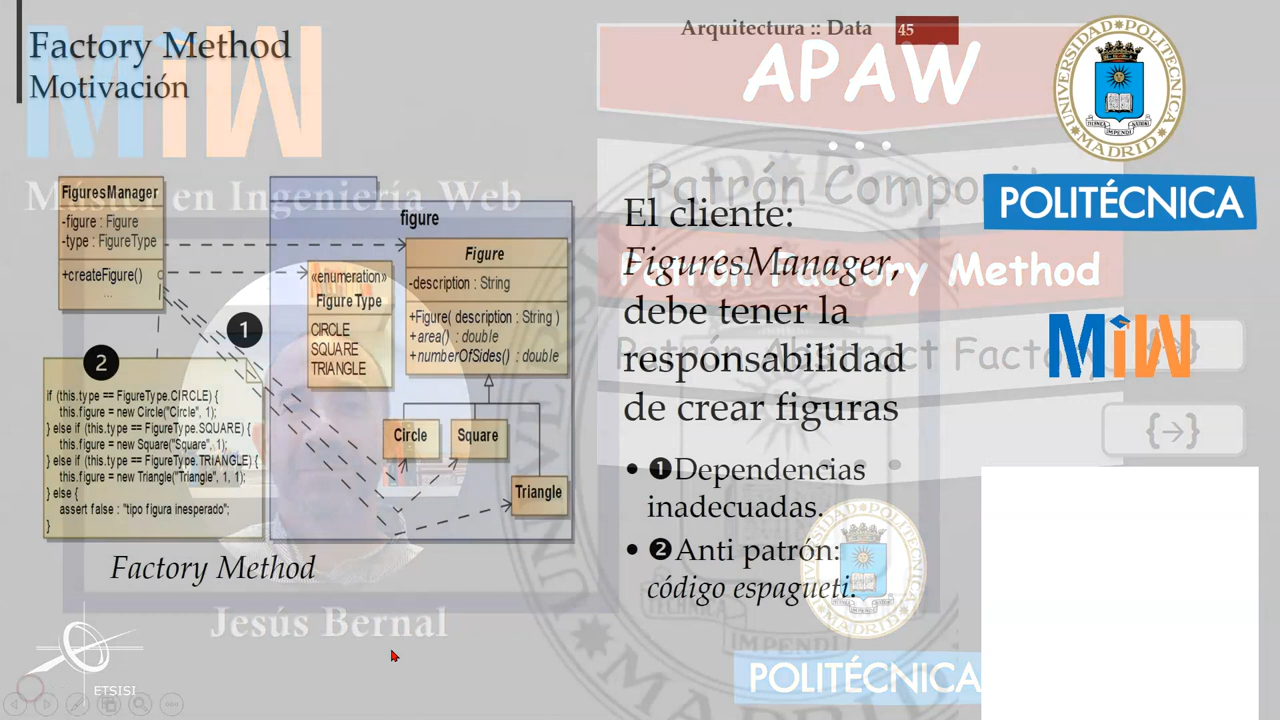 Factory Method
Motivación
Arquitectura :: Data 45
APAW
MiW
Máster en Ingeniería Web
Patrón Composi
Patrón Factory Method
Patrón Abstract Factory
POLITÉCNICA
UNIVERSIDAD POLITÉCNICA
MADRID
MiW
FiguresManager
-figure : Figure
-type : FigureType
+createFigure()
...
figure
«enumeration»
FigureType
CIRCLE
SQUARE
TRIANGLE
Figure
-description : String
+Figure( description : String )
+area() : double
+numberOfSides() : double
1
2
Circle
Square
Triangle
if (this.type == FigureType.CIRCLE) {
this.figure = new Circle("Circle", 1);
} else if (this.type == FigureType.SQUARE) {
this.figure = new Square("Square", 1);
} else if (this.type == FigureType.TRIANGLE) {
this.figure = new Triangle("Triangle", 1, 1);
} else {
assert false : "tipo figura inesperado";
}
Factory Method
El cliente:
FiguresManager,
debe tener la
responsabilidad
de crear figuras
• ❶Dependencias
inadecuadas.
• ❷Anti patrón:
código espagueti.
{→}
Jesús Bernal
ETSISI
IMPENDI
POLITÉCNICA